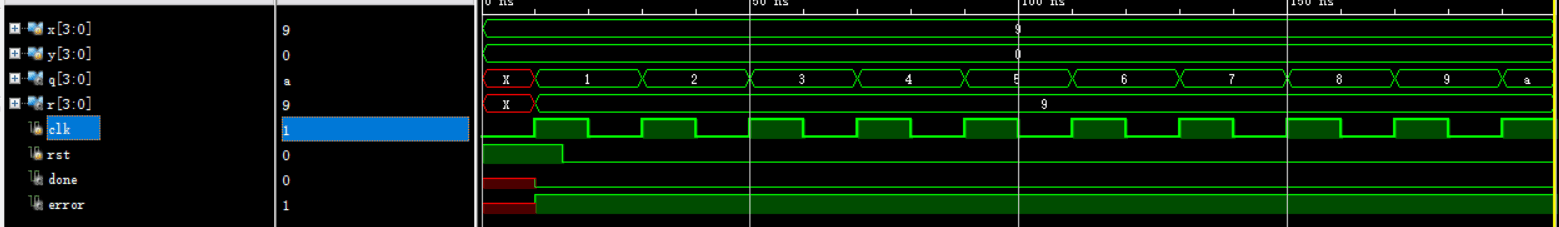 0 ns 50 ns 100 ns 150 ns
x[3:0] 9 9
y[3:0] 0 0
q[3:0] a X 1 2 3 4 5 6 7 8 9 a
r[3:0] 9 X 9
clk 1
rst 0
done 0
error 1